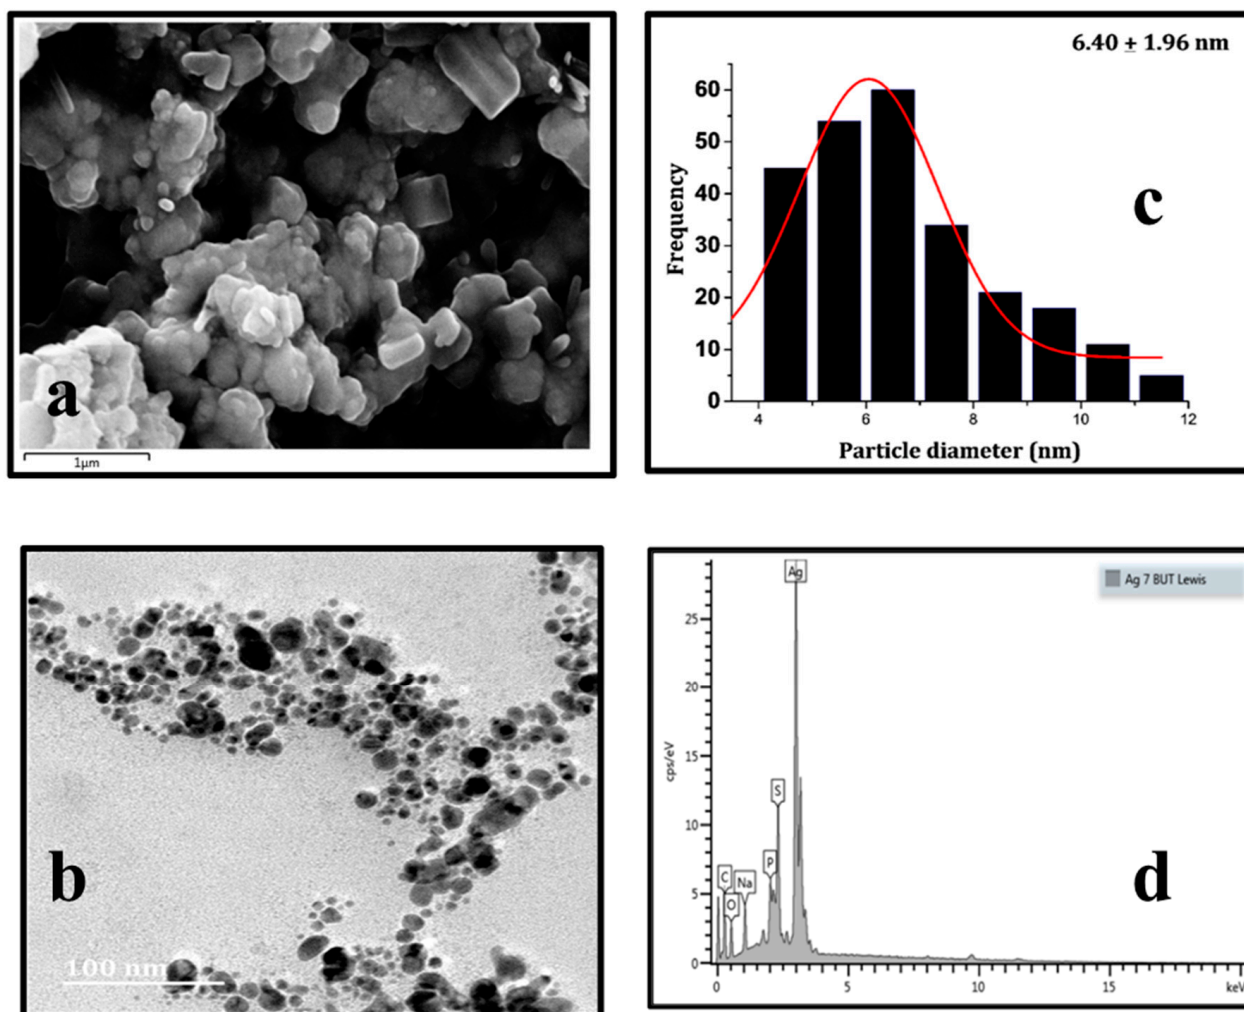 a
1μm
6.40 ± 1.96 nm
Frequency
60
50
40
30
20
10
0
4
6
8
10
12
Particle diameter (nm)
c
b
100 nm
Ag 7 BUT Lewis
cps/eV
25
20
15
10
5
0
Ag
S
P
Na
C
O
0
5
10
15
keV
d